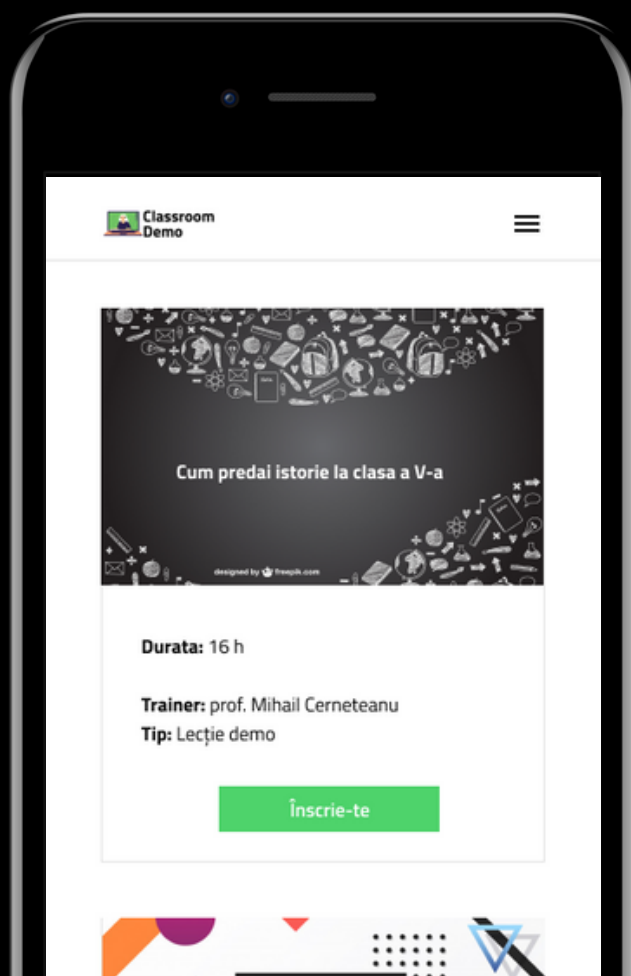 Classroom
Demo
Cum predai istorie la clasa a V-a
designed by freepik.com
Durata: 16 h
Trainer: prof. Mihail Cerneteanu
Tip: Lecție demo
Înscrie-te